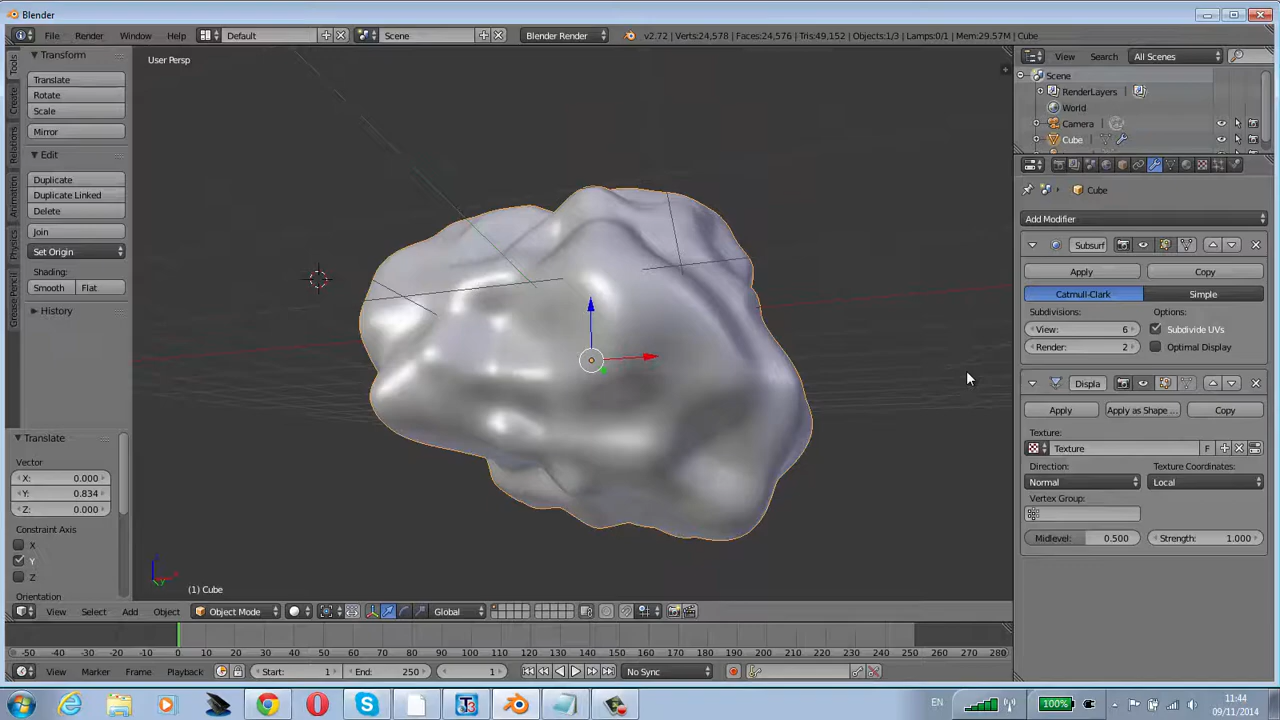 Blender
File Render Window Help Default Scene Blender Render v2.72 | Verts:24,578 | Faces:24,576 | Tris:49,152 | Objects:1/3 | Lamps:0/1 | Mem:29.57M | Cube
User Persp
Tools
Create
Relations
Animation
Physics
Grease Pencil
Transform
Translate
Rotate
Scale
Mirror
Edit
Duplicate
Duplicate Linked
Delete
Join
Set Origin
Shading:
Smooth Flat
History
Translate
Vector
X: 0.000
Y: 0.834
Z: 0.000
Constraint Axis
X
Y
Z
Orientation
(1) Cube
View Select Add Object Object Mode Global
View Search All Scenes
Scene
RenderLayers
World
Camera
Cube
Cube
Add Modifier
Subsurf
Apply Copy
Catmull-Clark Simple
Subdivisions: Options:
View: 6 Subdivide UVs
Render: 2 Optimal Display
Displa
Apply Apply as Shape ... Copy
Texture:
Texture F
Direction: Texture Coordinates:
Normal Local
Vertex Group:
Midlevel: 0.500 Strength: 1.000
-50 -40 -30 -20 -10 0 10 20 30 40 50 60 70 80 90 100 110 120 130 140 150 160 170 180 190 200 210 220 230 240 250 260 270 280
View Marker Frame Playback Start: 1 End: 250 1 No Sync
EN 100% 11:44
09/11/2014